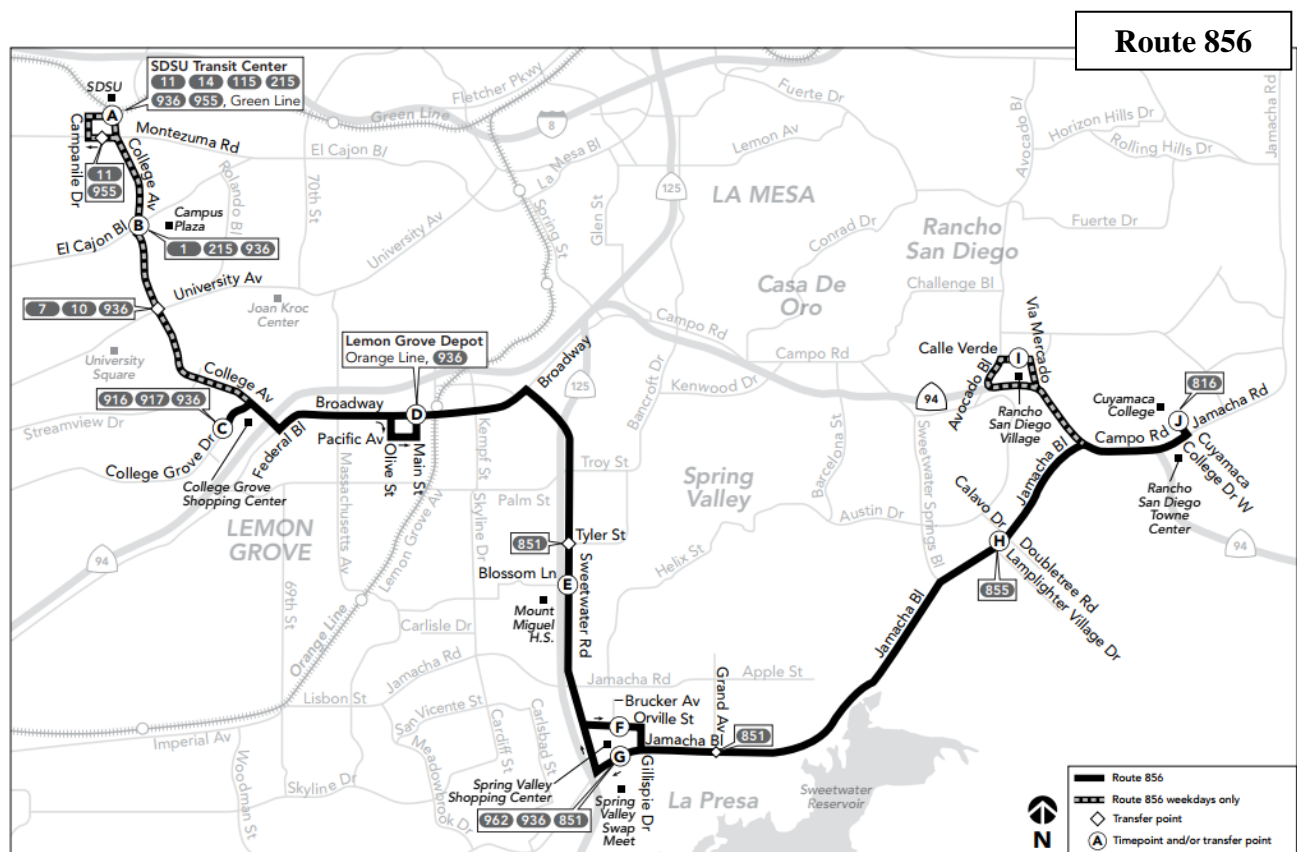 Route 856
SDSU Transit Center
11 14 115 215
936 955, Green Line
SDSU
A
Campanile Dr
Montezuma Rd
College Av
11
955
El Cajon Bl
B
Campus
Plaza
1 215 936
El Cajon Bl
Rolando Bl
70th St
University Av
University Av
7 10 936
Joan Kroc
Center
University
Square
College Av
916 917 936
Streamview Dr
C
College Grove Dr
College Grove
Shopping Center
Federal Bl
Broadway
Lemon Grove Depot
Orange Line, 936
D
Pacific Av
Olive St
Main St
LEMON
GROVE
94
69th St
Massachusetts Av
Lemon Grove Av
Orange Line
Kempf St
Skyline Dr
Palm St
Green Line
Fletcher Pkwy
8
La Mesa Bl
Spring St
Glen St
125
LA MESA
Lemon Av
Fuerte Dr
Conrad Dr
Avocado Bl
Horizon Hills Dr
Rolling Hills Dr
Jamacha Rd
Fuerte Dr
Rancho
San Diego
Challenge Bl
Casa De
Oro
Campo Rd
Campo Rd
Broadway
125
Bancroft Dr
Kenwood Dr
Troy St
Spring
Valley
Barcelona St
Austin Dr
Helix St
Sweetwater Springs Bl
94
Avocado Bl
Calle Verde
I
Via Mercado
Rancho
San Diego
Village
816
Cuyamaca
College
J
Jamacha Rd
Campo Rd
Cuyamaca
College Dr W
Rancho
San Diego
Towne
Center
94
Jamacha Bl
Calavo Dr
H
Doubletree Rd
Lamplighter Village Dr
855
Jamacha Bl
851
Tyler St
Blossom Ln
E
Sweetwater Rd
Mount
Miguel
H.S.
Carlisle Dr
Jamacha Rd
Lisbon St
San Vicente St
Imperial Av
Woodman St
Skyline Dr
Meadowbrook Dr
Cardiff St
Carlsbad St
Jamacha Rd
Apple St
Grand Av
Brucker Av
F
Orville St
Jamacha Bl
851
G
Gillispie Dr
Spring Valley
Shopping Center
962 936 851
Spring
Valley
Swap
Meet
La Presa
Sweetwater
Reservoir
N
Route 856
Route 856 weekdays only
Transfer point
A Timepoint and/or transfer point